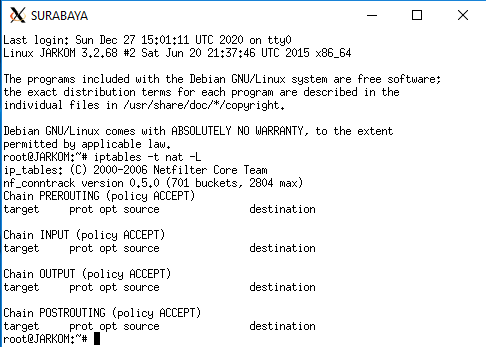 SURABAYA
Last login: Sun Dec 27 15:01:11 UTC 2020 on tty0
Linux JARKOM 3.2.68 #2 Sat Jun 20 21:37:46 UTC 2015 x86_64

The programs included with the Debian GNU/Linux system are free software;
the exact distribution terms for each program are described in the
individual files in /usr/share/doc/*/copyright.

Debian GNU/Linux comes with ABSOLUTELY NO WARRANTY, to the extent
permitted by applicable law.
root@JARKOM:~# iptables -t nat -L
ip_tables: (C) 2000-2006 Netfilter Core Team
nf_conntrack version 0.5.0 (701 buckets, 2804 max)
Chain PREROUTING (policy ACCEPT)
target     prot opt source               destination

Chain INPUT (policy ACCEPT)
target     prot opt source               destination

Chain OUTPUT (policy ACCEPT)
target     prot opt source               destination

Chain POSTROUTING (policy ACCEPT)
target     prot opt source               destination
root@JARKOM:~#